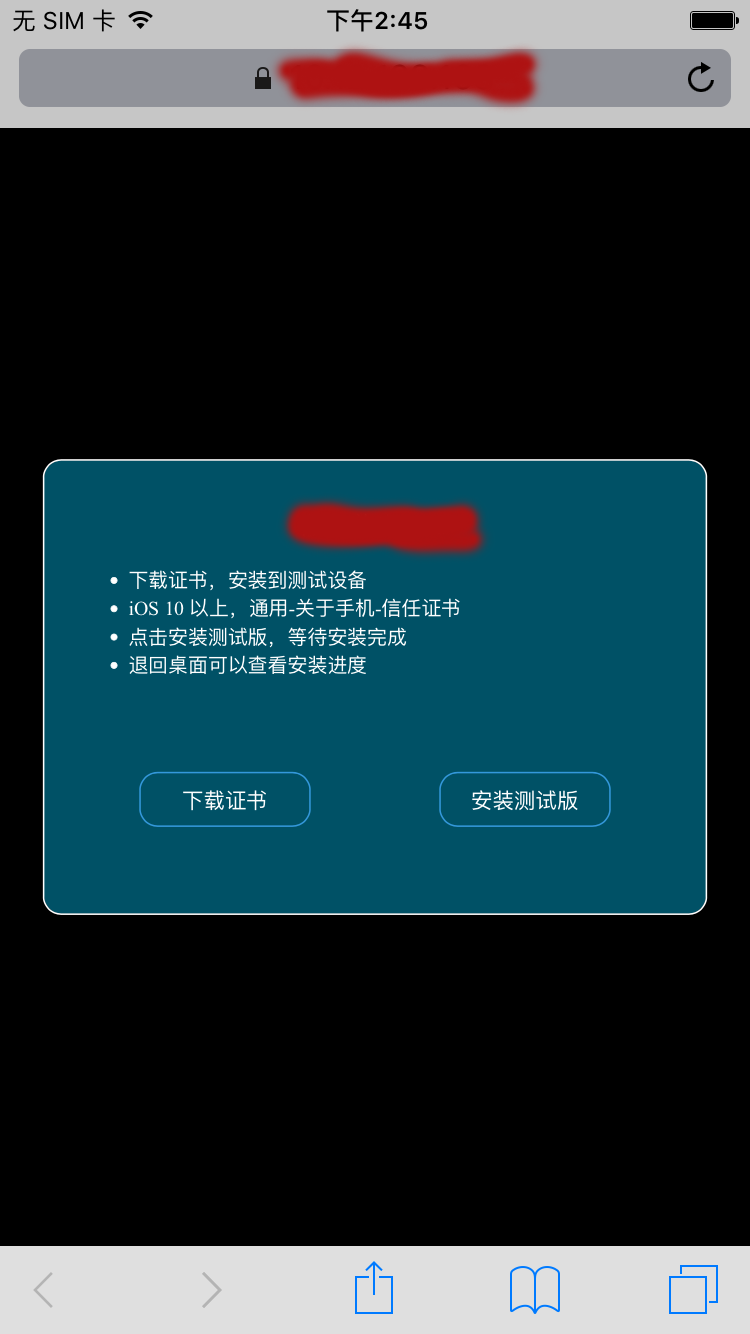 无 SIM 卡 下午2:45
下载证书，安装到测试设备
iOS 10 以上，通用-关于手机-信任证书
点击安装测试版，等待安装完成
退回桌面可以查看安装进度
下载证书 安装测试版